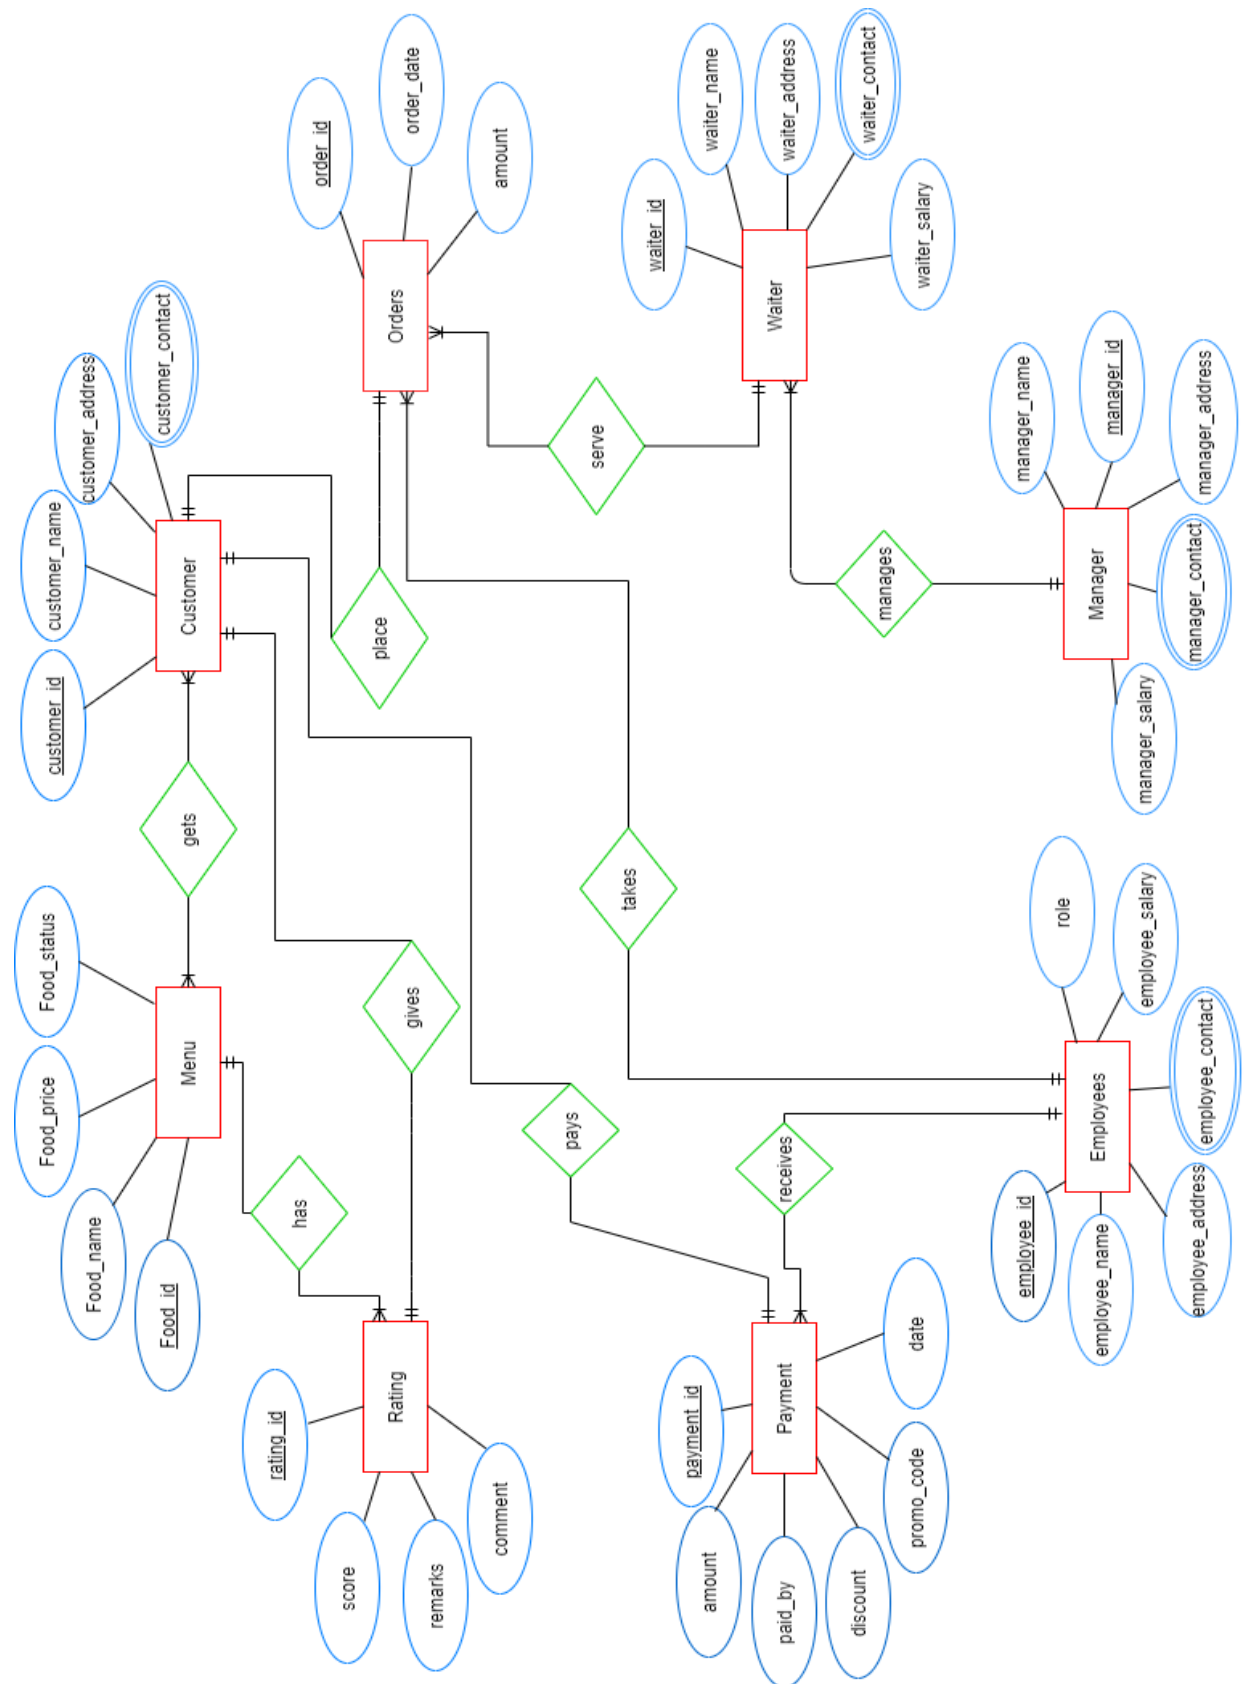 Food_id
Food_name
Food_price
Food_status
Menu
gets
customer_id
customer_name
customer_address
customer_contact
Customer
rating_id
score
remarks
comment
Rating
has
gives
place
Orders
order_id
order_date
amount
pays
takes
serve
payment_id
amount
paid_by
discount
promo_code
date
Payment
receives
manages
waiter_id
waiter_name
waiter_address
waiter_contact
waiter_salary
Waiter
employee_id
employee_name
employee_address
employee_contact
employee_salary
role
Employees
manager_salary
manager_contact
manager_address
manager_id
manager_name
Manager